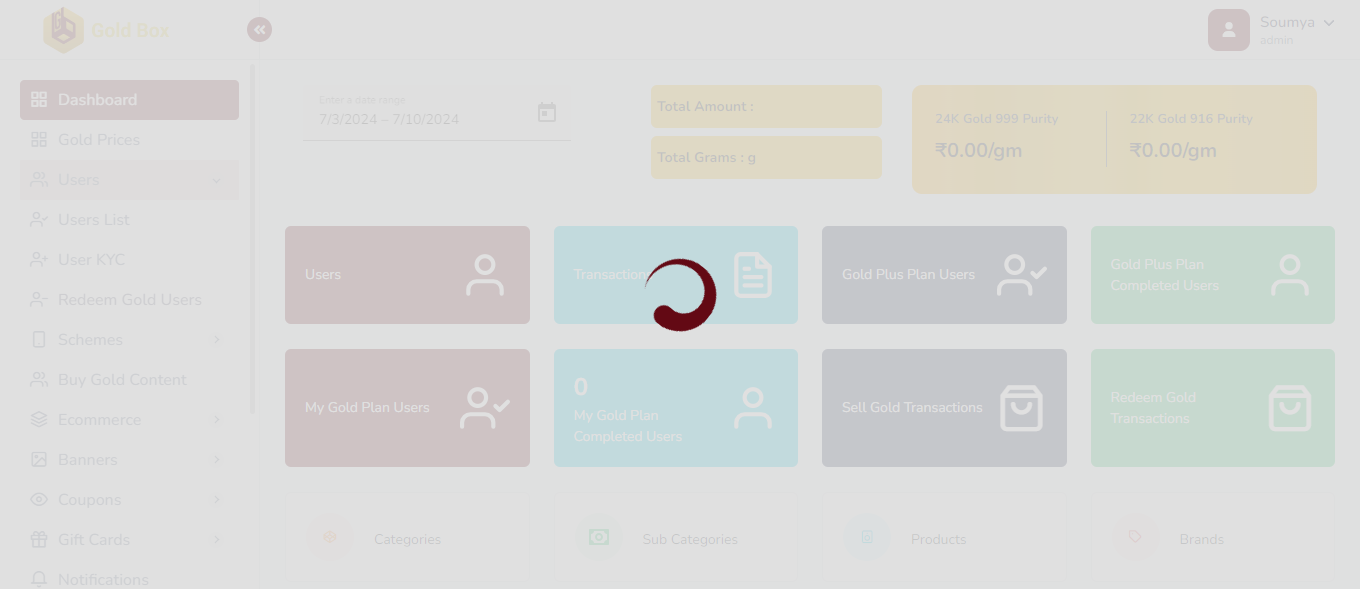 Gold Box
Soumya
admin
Dashboard
Gold Prices
Users
Users List
User KYC
Redeem Gold Users
Schemes
Buy Gold Content
Ecommerce
Banners
Coupons
Gift Cards
Notifications
Enter a date range
7/3/2024 – 7/10/2024
Total Amount :
Total Grams : g
24K Gold 999 Purity
₹0.00/gm
22K Gold 916 Purity
₹0.00/gm
Users
Transaction
Gold Plus Plan Users
Gold Plus Plan
Completed Users
My Gold Plan Users
0
My Gold Plan
Completed Users
Sell Gold Transactions
Redeem Gold
Transactions
Categories
Sub Categories
Products
Brands